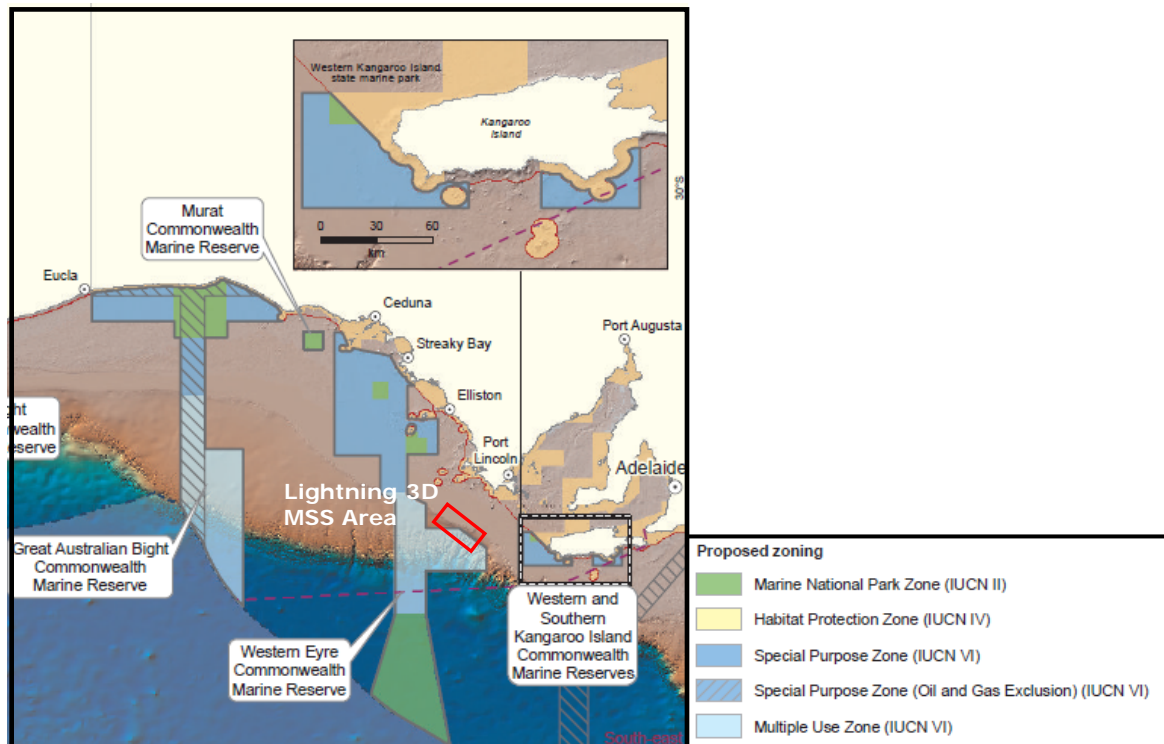 Western Kangaroo Island
state marine park
Kangaroo
Island
0 30 60
km
30°S
Murat
Commonwealth
Marine Reserve
Eucla
Ceduna
Port Augusta
Streaky Bay
Elliston
Port
Lincoln
Adelaide
Lightning 3D
MSS Area
Great Australian Bight
Commonwealth
Marine Reserve
Western Eyre
Commonwealth
Marine Reserve
Western and
Southern
Kangaroo Island
Commonwealth
Marine Reserves
South-east
Proposed zoning
Marine National Park Zone (IUCN II)
Habitat Protection Zone (IUCN IV)
Special Purpose Zone (IUCN VI)
Special Purpose Zone (Oil and Gas Exclusion) (IUCN VI)
Multiple Use Zone (IUCN VI)